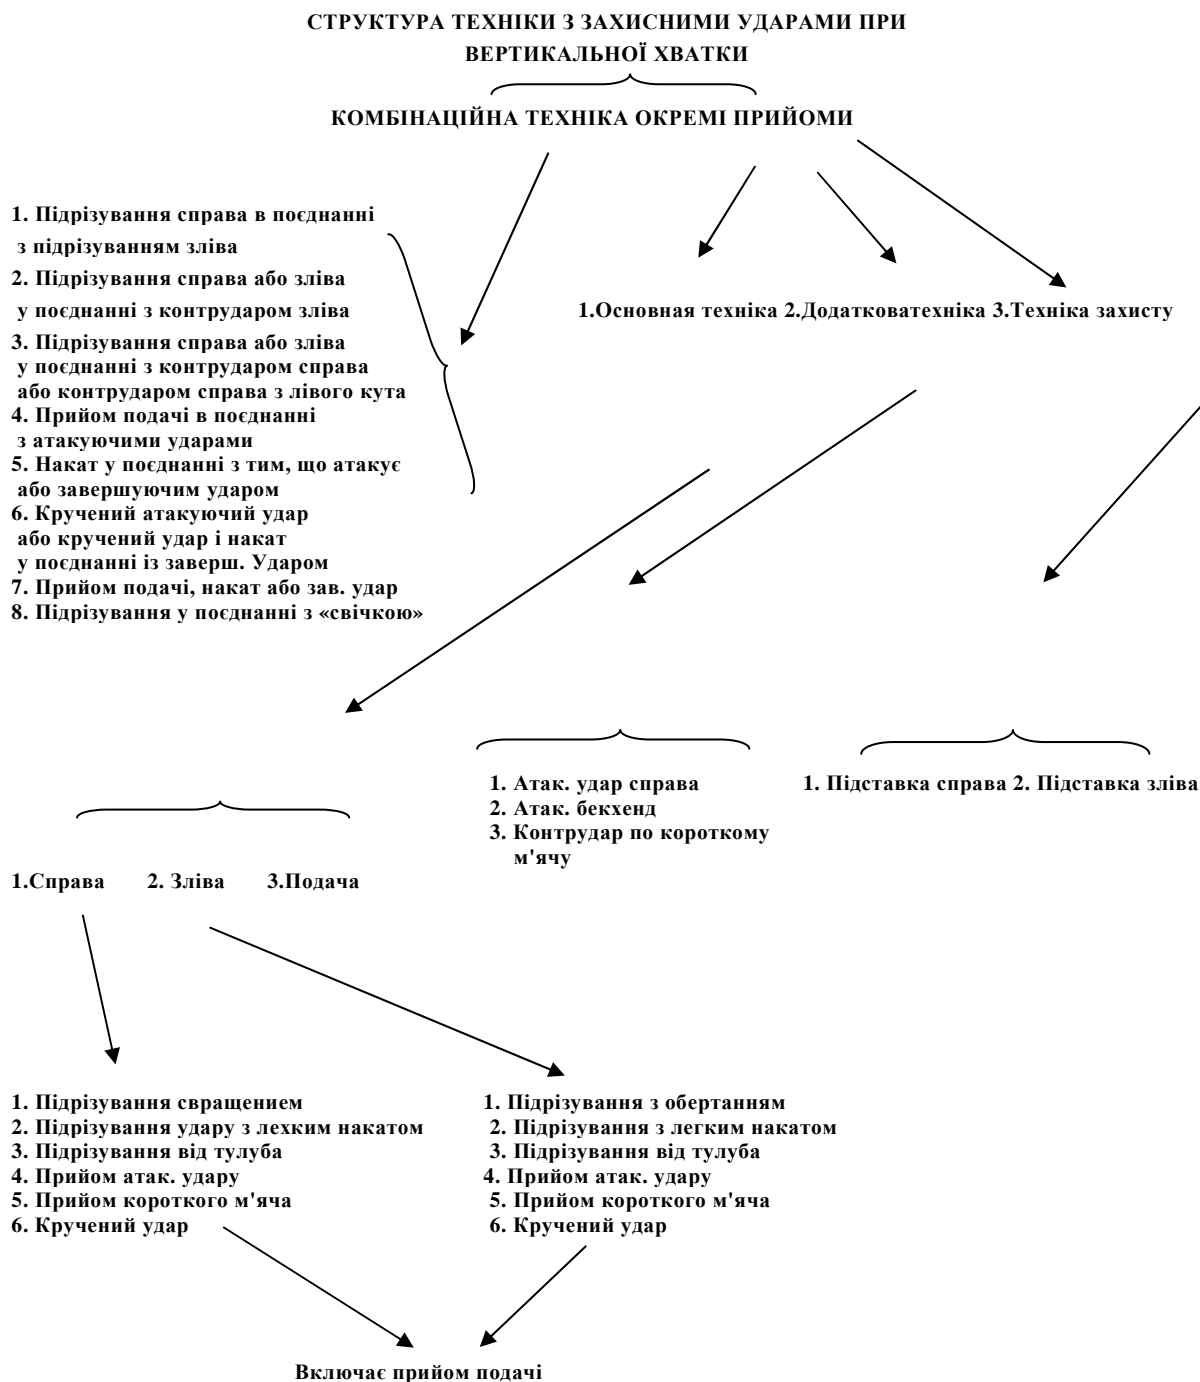 СТРУКТУРА ТЕХНІКИ З ЗАХИСНИМИ УДАРАМИ ПРИ
ВЕРТИКАЛЬНОЇ ХВАТКИ
КОМБІНАЦІЙНА ТЕХНІКА ОКРЕМІ ПРИЙОМИ
1. Підрізування справа в поєднанні
з підрізуванням зліва
2. Підрізування справа або зліва
у поєднанні з контрударом зліва
3. Підрізування справа або зліва
у поєднанні з контрударом справа
або контрударом справа з лівого кута
4. Прийом подачі в поєднанні
з атакуючими ударами
5. Накат у поєднанні з тим, що атакує
або завершуючим ударом
6. Кручений атакуючий удар
або кручений удар і накат
у поєднанні із заверш. Ударом
7. Прийом подачі, накат або зав. удар
8. Підрізування у поєднанні з «свічкою»
1.Основная техніка 2.Додатковатехніка 3.Техніка захисту
1. Атак. удар справа
2. Атак. бекхенд
3. Контрудар по короткому
м'ячу
1. Підставка справа 2. Підставка зліва
1.Справа 2. Зліва 3.Подача
1. Підрізування свращением
2. Підрізування удару з лехким накатом
3. Підрізування від тулуба
4. Прийом атак. удару
5. Прийом короткого м'яча
6. Кручений удар
1. Підрізування з обертанням
2. Підрізування з легким накатом
3. Підрізування від тулуба
4. Прийом атак. удару
5. Прийом короткого м'яча
6. Кручений удар
Включає прийом подачі